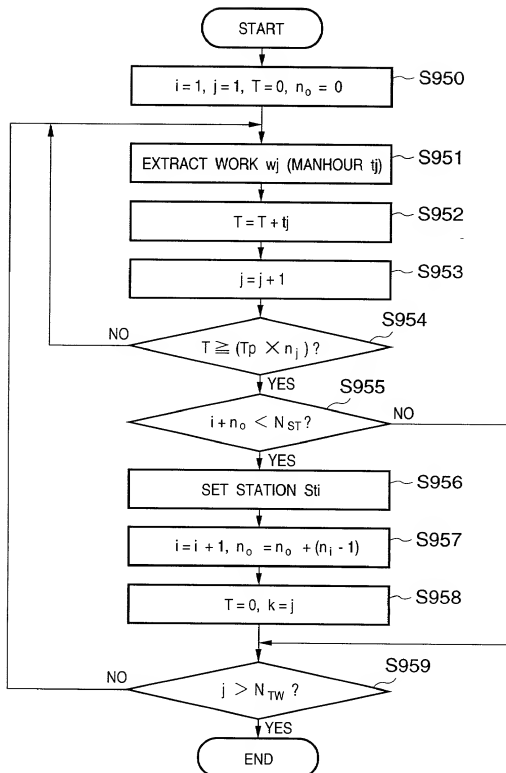 START
i = 1, j = 1, T = 0, n₀ = 0
S950
EXTRACT WORK wj (MANHOUR tj)
S951
T = T + tj
S952
j = j + 1
S953
T ≧ (Tp × nⱼ) ?
S954
NO
YES
i + n₀ < N_ST ?
S955
NO
YES
SET STATION Sti
S956
i = i + 1, n₀ = n₀ + (nᵢ - 1)
S957
T = 0, k = j
S958
j > N_TW ?
S959
NO
YES
END